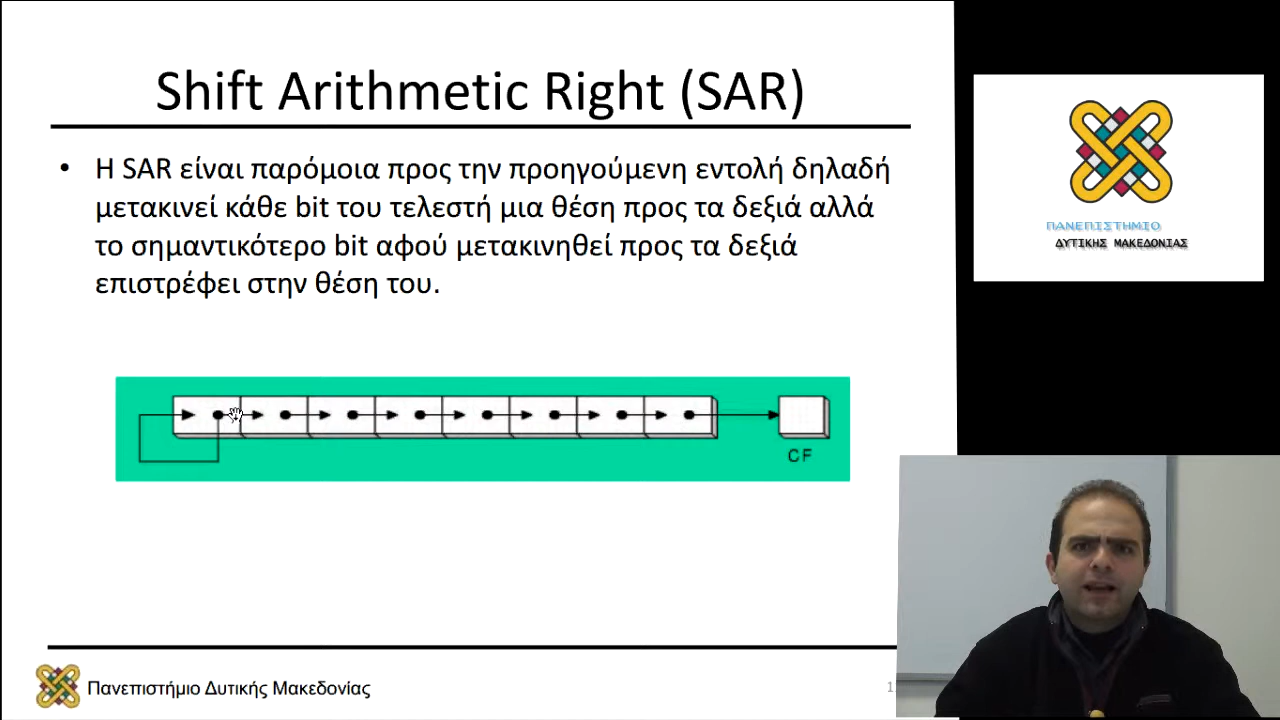 Shift Arithmetic Right (SAR)
• Η SAR είναι παρόμοια προς την προηγούμενη εντολή δηλαδή
μετακινεί κάθε bit του τελεστή μια θέση προς τα δεξιά αλλά
το σημαντικότερο bit αφού μετακινηθεί προς τα δεξιά
επιστρέφει στην θέση του.
CF
Πανεπιστήμιο Δυτικής Μακεδονίας
ΠΑΝΕΠΙΣΤΗΜΙΟ
ΔΥΤΙΚΗΣ ΜΑΚΕΔΟΝΙΑΣ